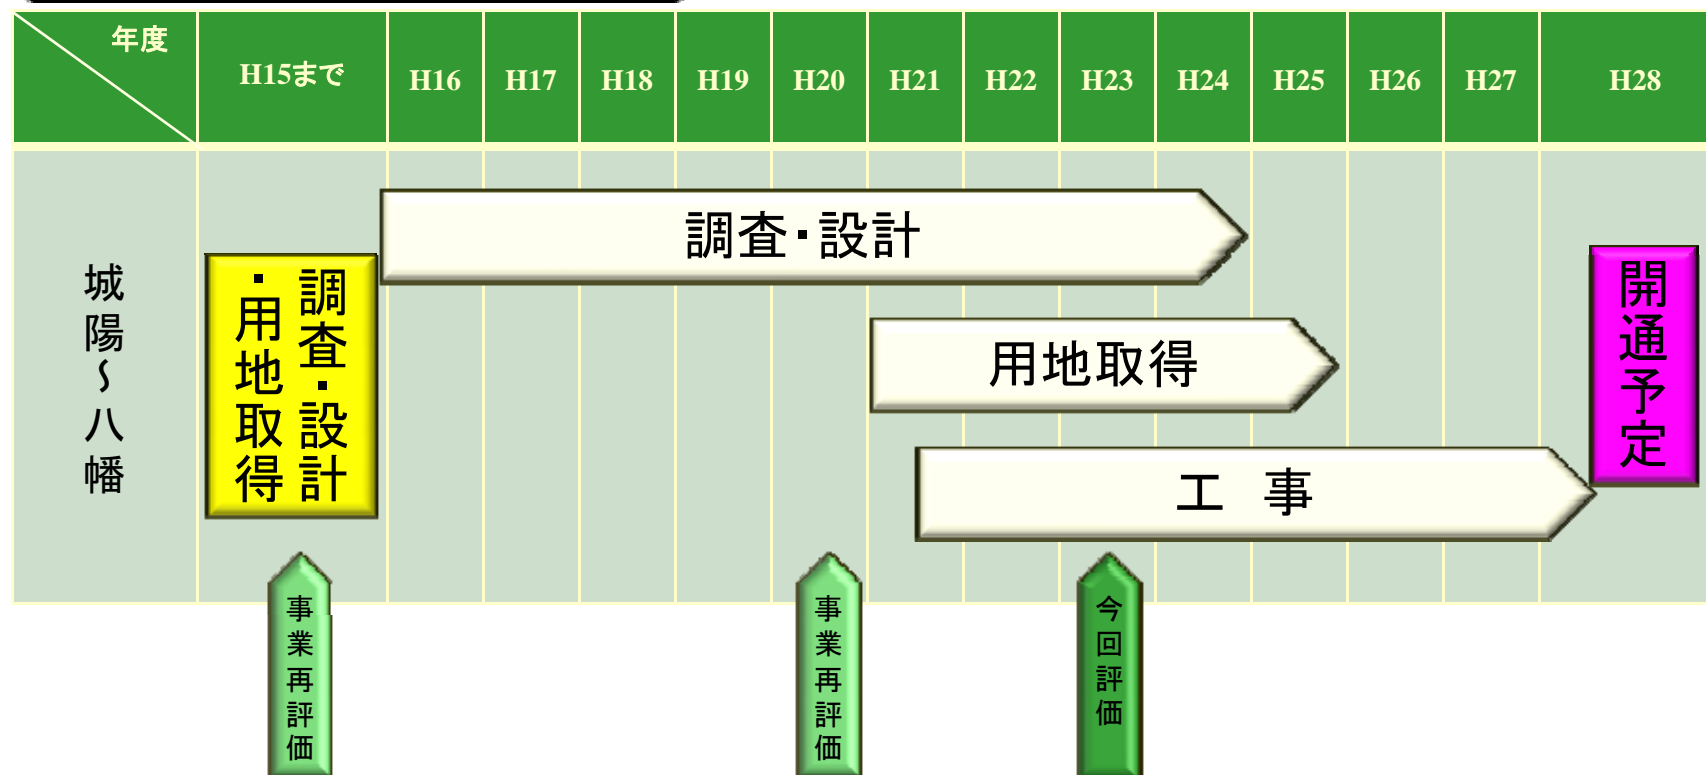 年度
H15まで
H16
H17
H18
H19
H20
H21
H22
H23
H24
H25
H26
H27
H28
城陽～八幡
調査・設計
・用地取得
調査・設計
用地取得
工 事
開通予定
事業再評価
事業再評価
今回評価